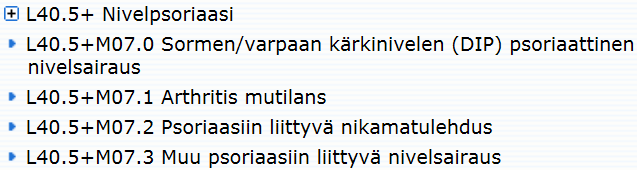 L40.5+ Nivelpsoriaasi
L40.5+M07.0 Sormen/varpaan kärkinivelen (DIP) psoriaattinen
nivelsairaus
L40.5+M07.1 Arthritis mutilans
L40.5+M07.2 Psoriaasiin liittyvä nikamatulehdus
L40.5+M07.3 Muu psoriaasiin liittyvä nivelsairaus